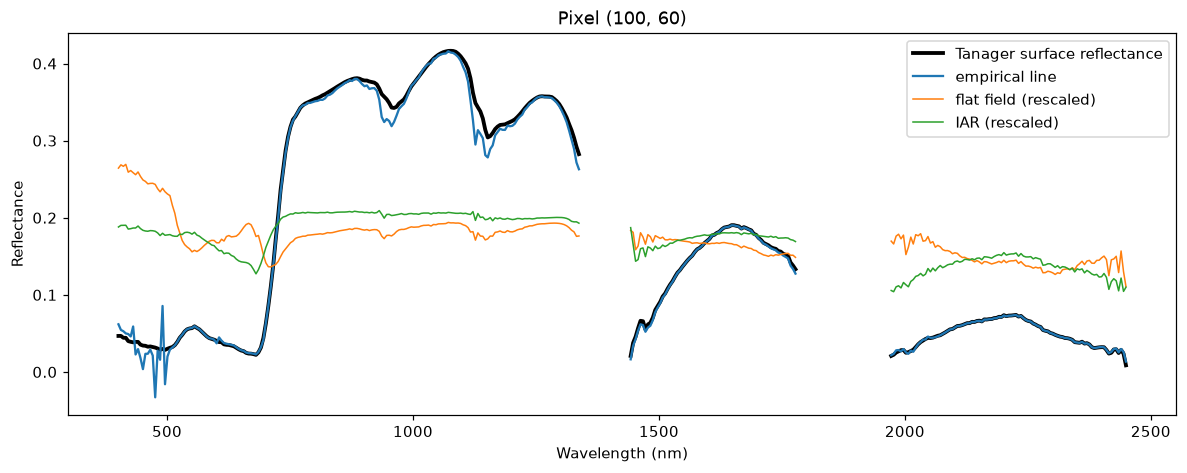 Pixel (100, 60)
Reflectance
0.4
0.3
0.2
0.1
0.0
Tanager surface reflectance
empirical line
flat field (rescaled)
IAR (rescaled)
500
1000
1500
2000
2500
Wavelength (nm)